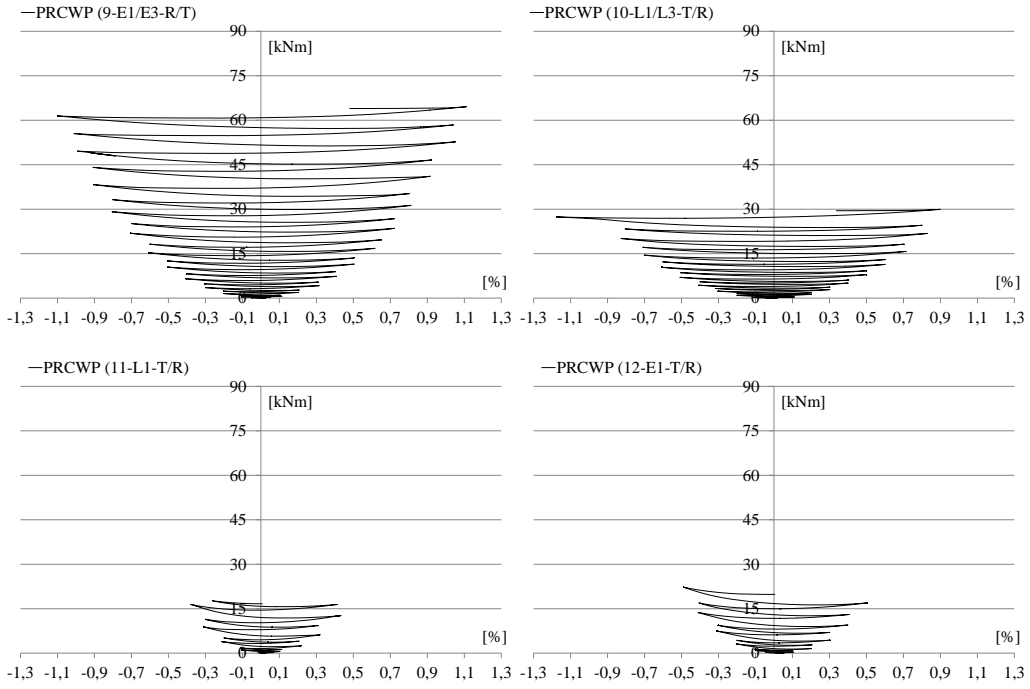 PRCWP (9-E1/E3-R/T)
90
[kNm]
75
60
45
30
15
[%]
0
-1,3 -1,1 -0,9 -0,7 -0,5 -0,3 -0,1 0,1 0,3 0,5 0,7 0,9 1,1 1,3
PRCWP (10-L1/L3-T/R)
90
[kNm]
75
60
45
30
15
[%]
0
-1,3 -1,1 -0,9 -0,7 -0,5 -0,3 -0,1 0,1 0,3 0,5 0,7 0,9 1,1 1,3
PRCWP (11-L1-T/R)
90
[kNm]
75
60
45
30
15
[%]
0
-1,3 -1,1 -0,9 -0,7 -0,5 -0,3 -0,1 0,1 0,3 0,5 0,7 0,9 1,1 1,3
PRCWP (12-E1-T/R)
90
[kNm]
75
60
45
30
15
[%]
0
-1,3 -1,1 -0,9 -0,7 -0,5 -0,3 -0,1 0,1 0,3 0,5 0,7 0,9 1,1 1,3